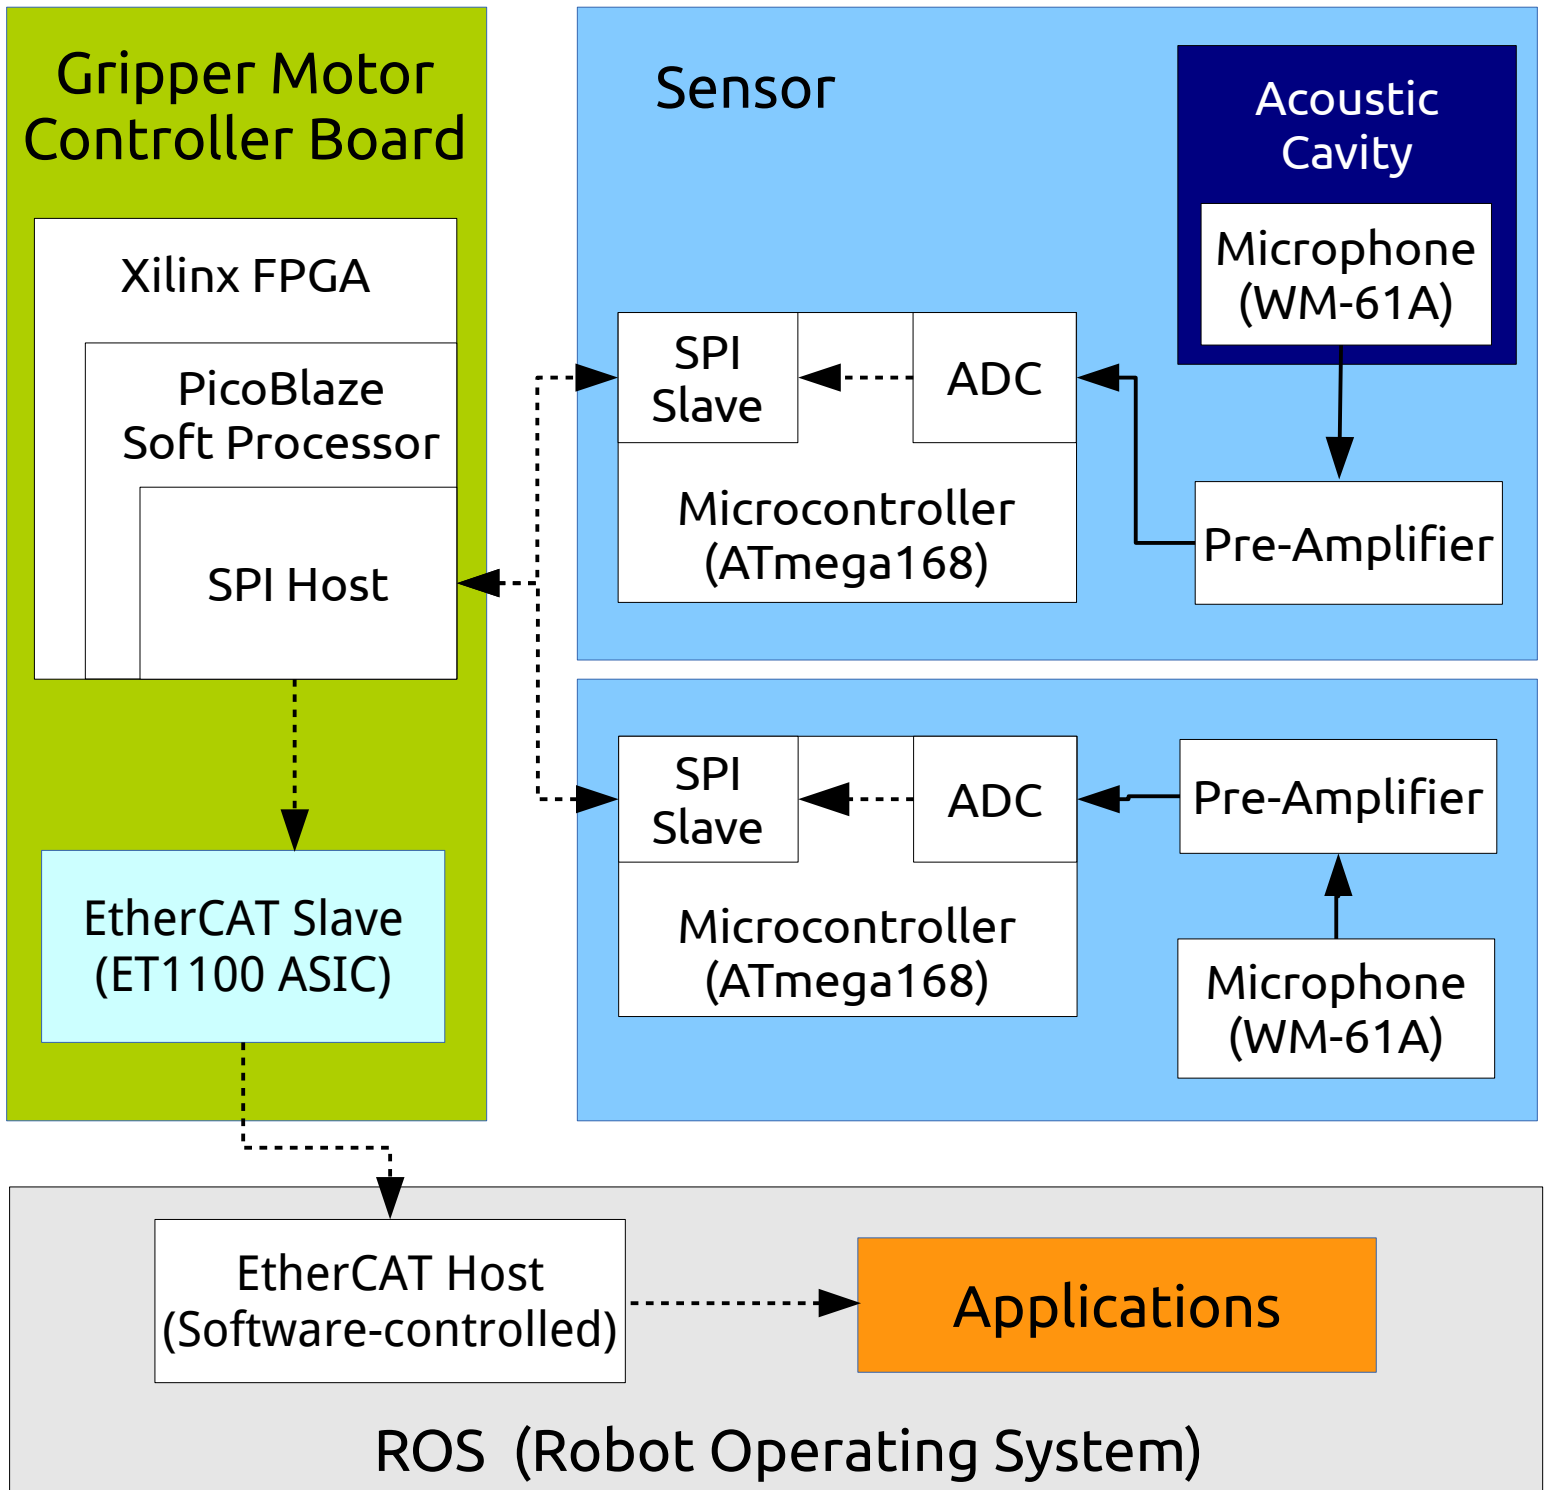 Gripper Motor
Controller Board
Xilinx FPGA
PicoBlaze
Soft Processor
SPI Host
EtherCAT Slave
(ET1100 ASIC)
Sensor
Acoustic
Cavity
Microphone
(WM-61A)
SPI
Slave
ADC
Microcontroller
(ATmega168)
Pre-Amplifier
SPI
Slave
ADC
Microcontroller
(ATmega168)
Pre-Amplifier
Microphone
(WM-61A)
EtherCAT Host
(Software-controlled)
Applications
ROS (Robot Operating System)